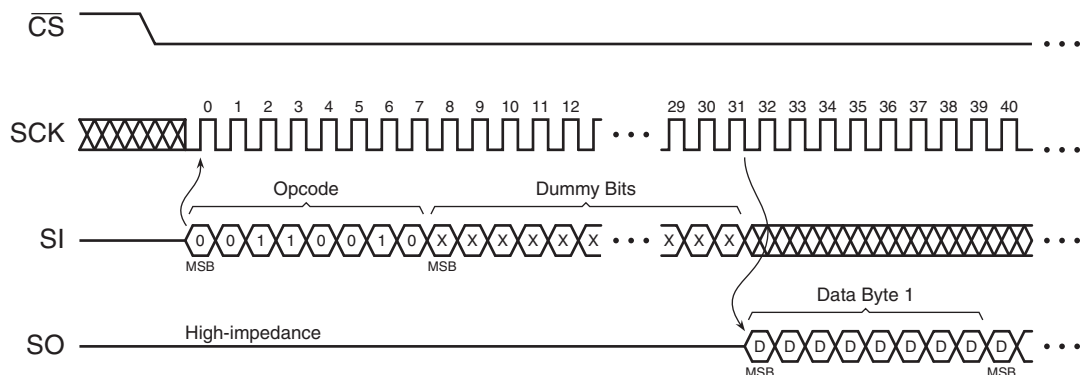 CS
0 1 2 3 4 5 6 7 8 9 10 11 12 29 30 31 32 33 34 35 36 37 38 39 40
SCK
Opcode Dummy Bits
SI 0 0 1 1 0 0 1 0 X X X X X X X X X
MSB MSB
Data Byte 1
High-impedance
SO D D D D D D D D D
MSB MSB